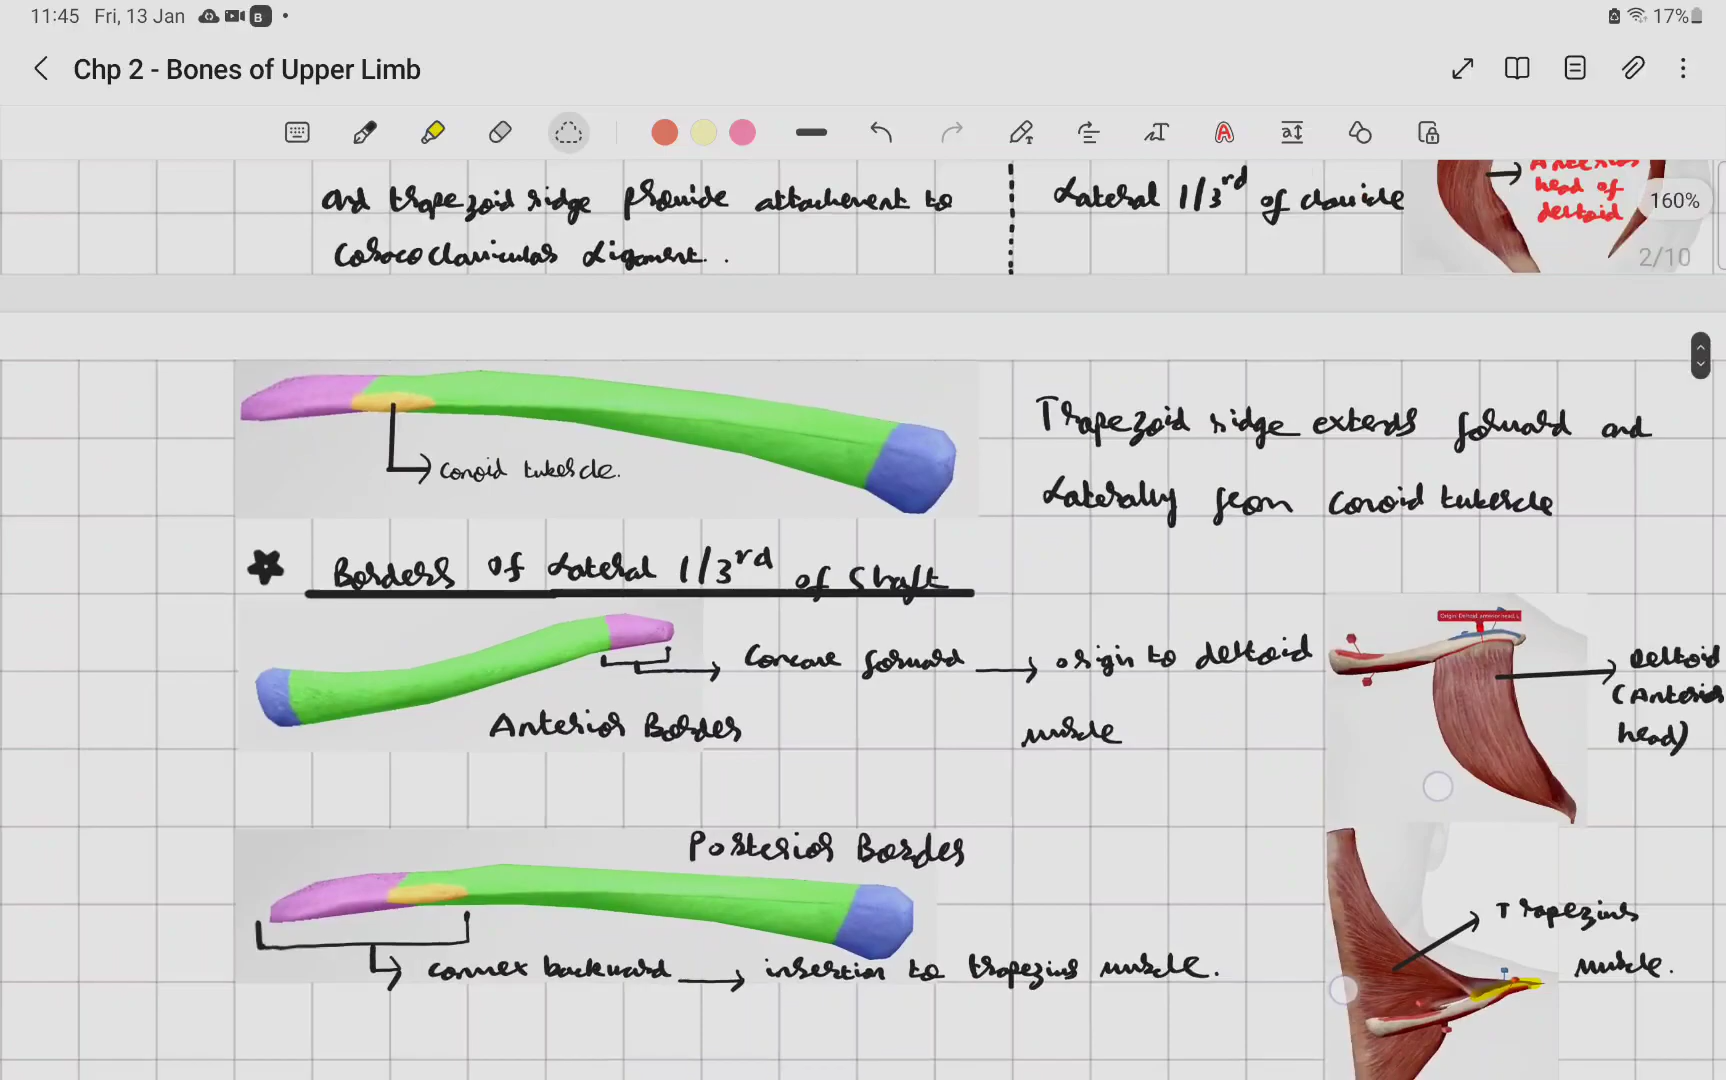 11:45 Fri, 13 Jan
17%
Chp 2 - Bones of Upper Limb
and trapezoid ridge provide attachement to
Coracoclavicular Ligament.
Lateral 1/3rd of clavicle
Anterior
head of
deltoid
160%
2/10
Conoid tubercle.
Trapezoid ridge extends forward and
Laterally from Conoid tubercle
Borders of Lateral 1/3rd of Shaft
Concave forward → origin to deltoid
muscle
Anterior Border
Deltoid
(Anterior
head)
Posterior Border
convex backward → insertion to trapezius muscle.
Trapezius
muscle.